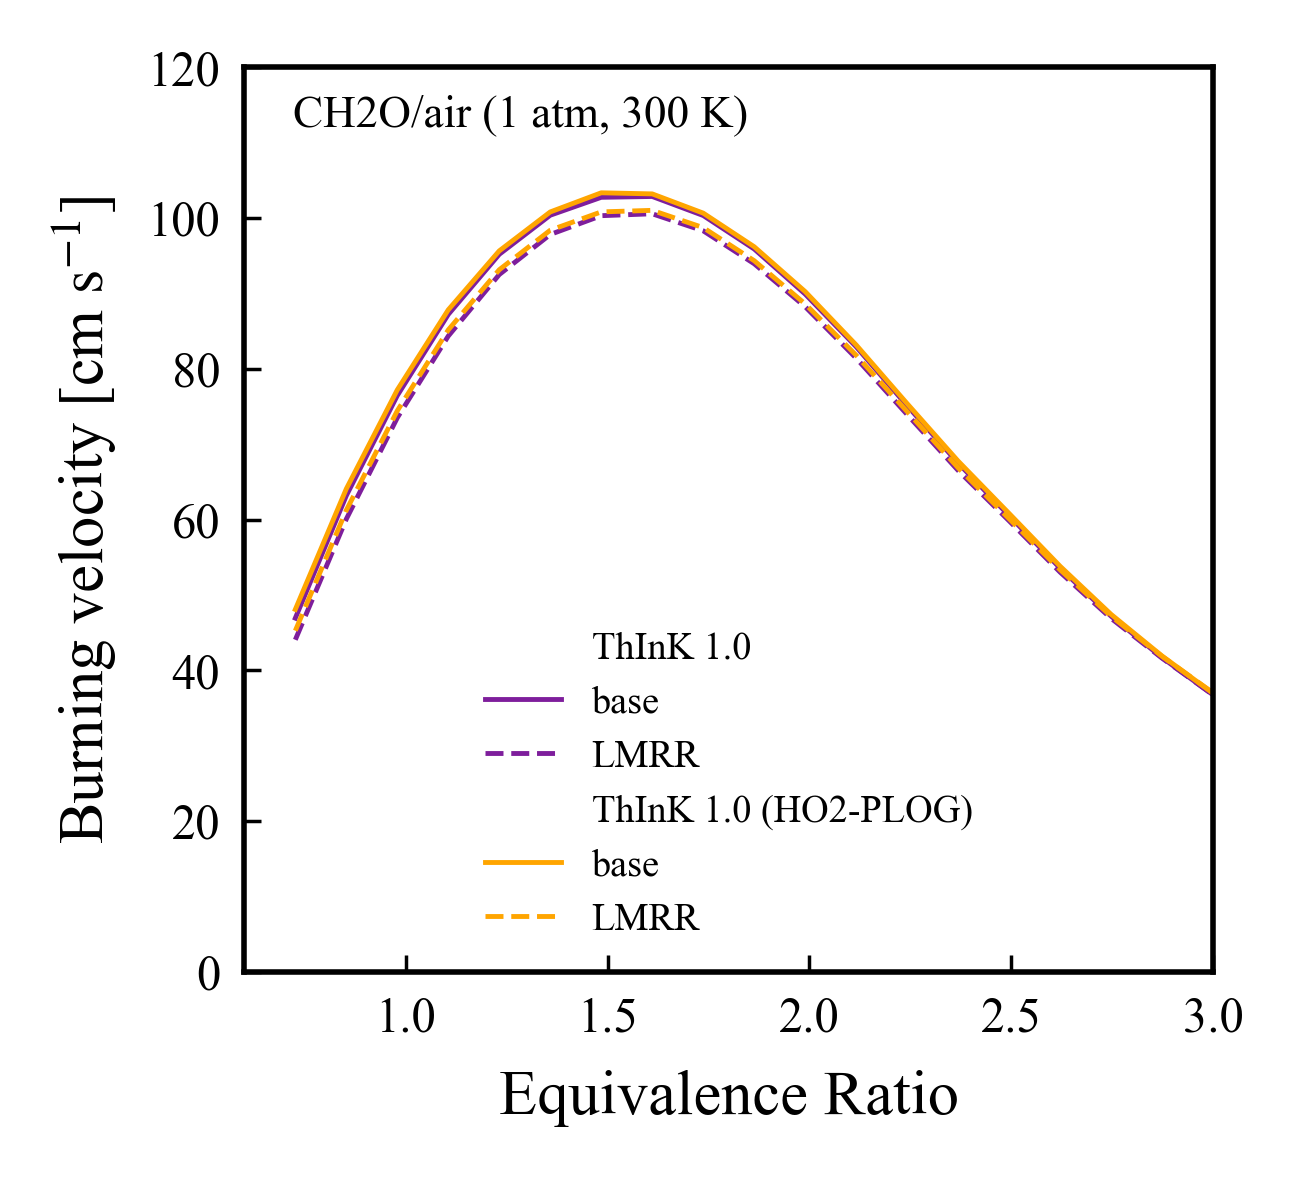 CH2O/air (1 atm, 300 K)
120
100
80
60
40
20
0
Burning velocity [cm s⁻¹]
ThInK 1.0
base
LMRR
ThInK 1.0 (HO2-PLOG)
base
LMRR
1.0 1.5 2.0 2.5 3.0
Equivalence Ratio